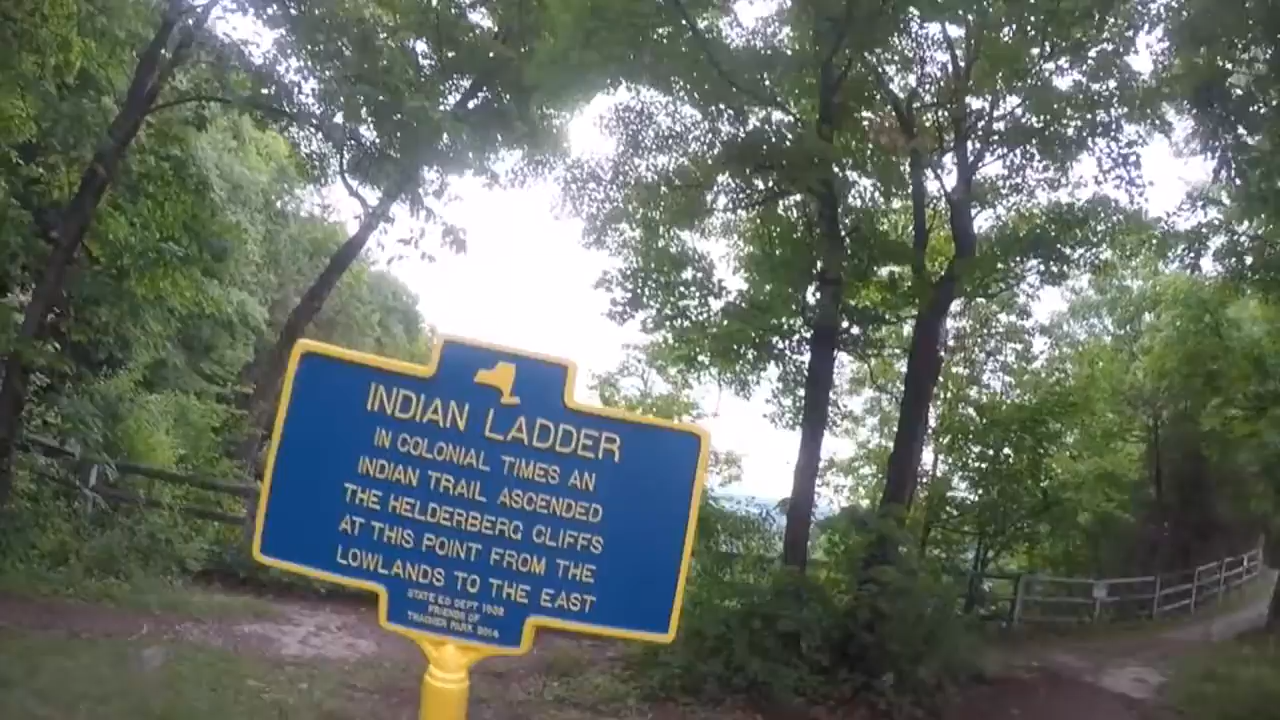 INDIAN LADDER
IN COLONIAL TIMES AN
INDIAN TRAIL ASCENDED
THE HELDERBERG CLIFFS
AT THIS POINT FROM THE
LOWLANDS TO THE EAST
STATE ED DEPT 1932
FRIENDS OF
THACHER PARK 2014